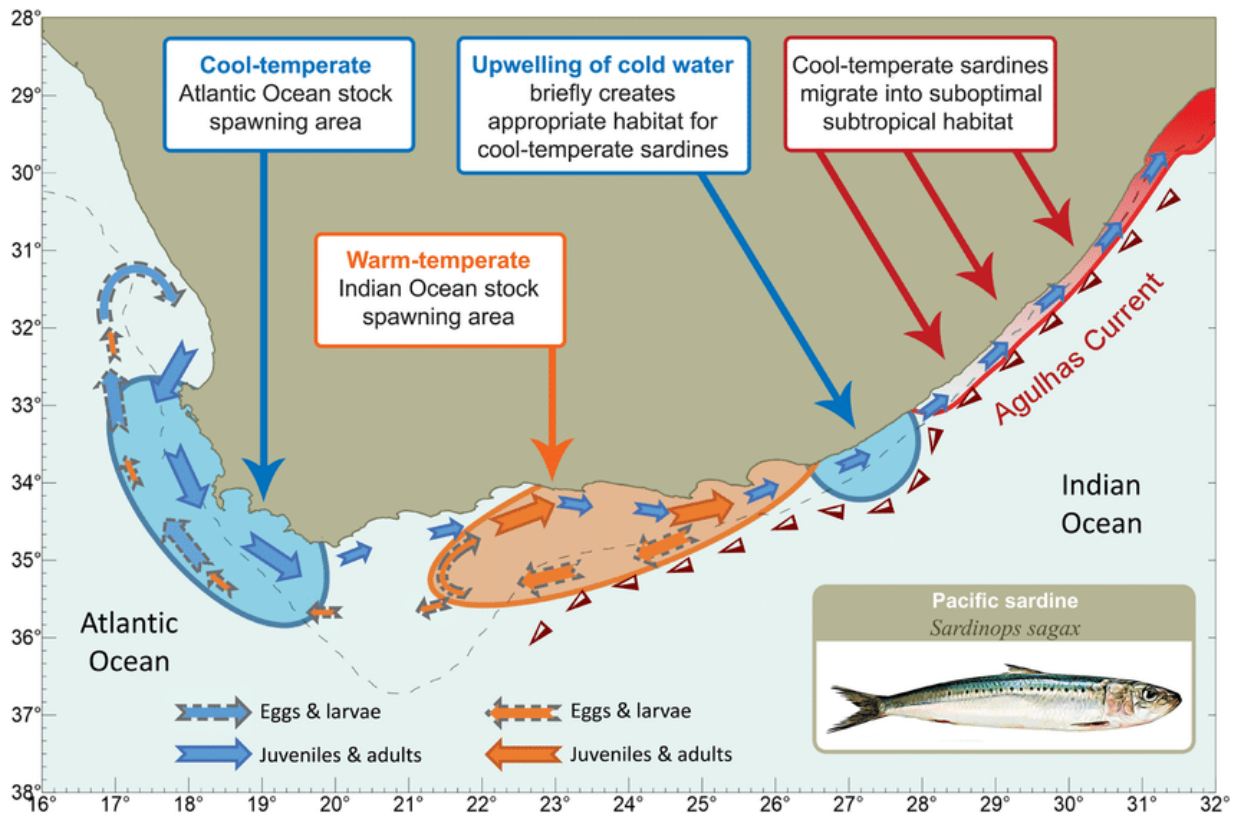 28°
29°
30°
31°
32°
33°
34°
35°
36°
37°
38°
Cool-temperate
Atlantic Ocean stock
spawning area
Upwelling of cold water
briefly creates
appropriate habitat for
cool-temperate sardines
Cool-temperate sardines
migrate into suboptimal
subtropical habitat
Warm-temperate
Indian Ocean stock
spawning area
Agulhas Current
Indian
Ocean
Atlantic
Ocean
Pacific sardine
Sardinops sagax
Eggs & larvae
Juveniles & adults
Eggs & larvae
Juveniles & adults
16° 17° 18° 19° 20° 21° 22° 23° 24° 25° 26° 27° 28° 29° 30° 31° 32°